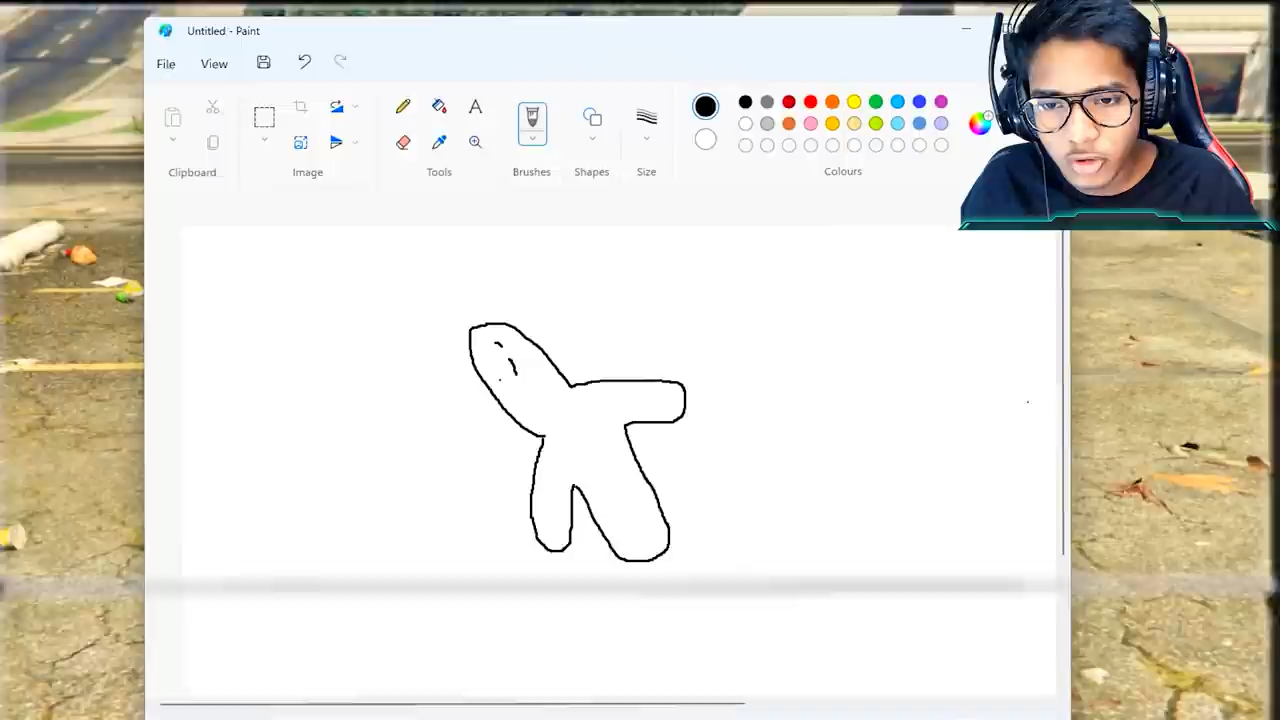 Untitled - Paint
File View
Clipboard Image Tools Brushes Shapes Size Colours